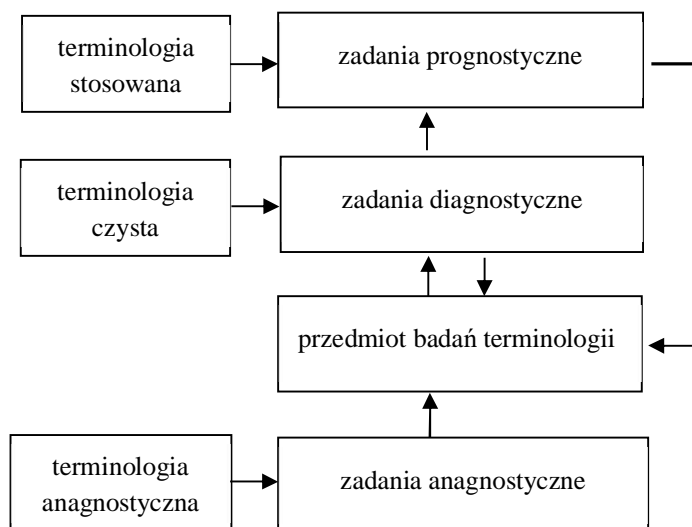 terminologia
stosowana
zadania prognostyczne
terminologia
czysta
zadania diagnostyczne
przedmiot badań terminologii
terminologia
anagnostyczna
zadania anagnostyczne